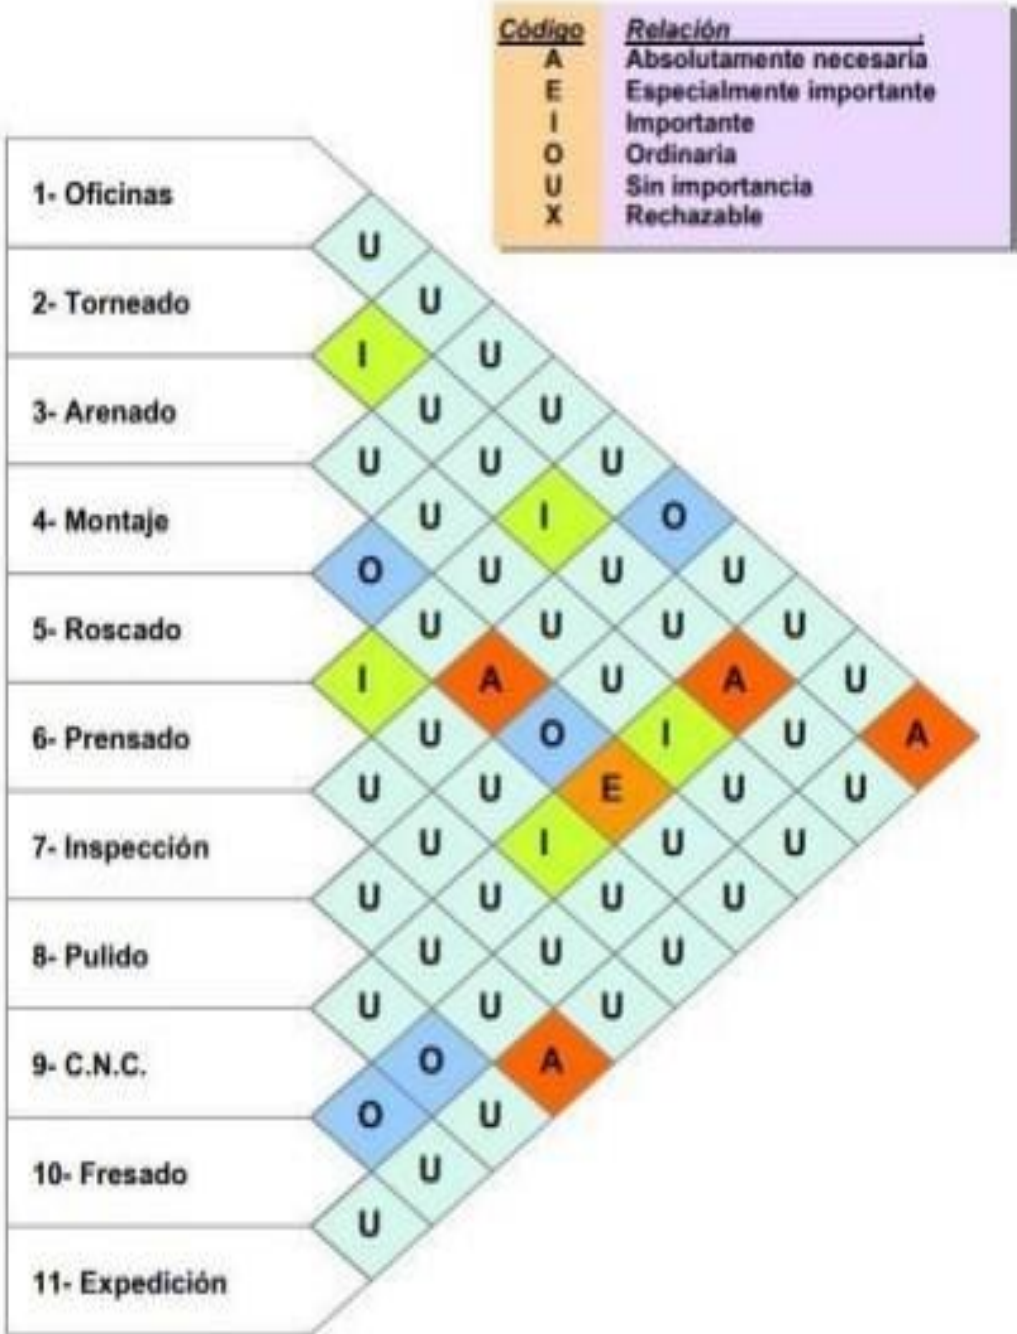 Código Relación .
A Absolutamente necesaria
E Especialmente importante
I Importante
O Ordinaria
U Sin importancia
X Rechazable
1- Oficinas
U
2- Torneado U
I U
3- Arenado U U
U U U
4- Montaje U I O
O U U U
5- Roscado U U U U
I A U A U
6- Prensado U O I U A
U U E U U
7- Inspección U I U U
U U U U
8- Pulido U U U
U U U
9- C.N.C. O A
O U
10- Fresado U
U
11- Expedición